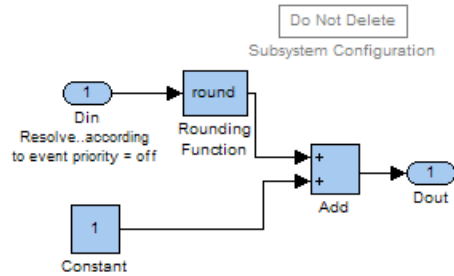 Do Not Delete
Subsystem Configuration
1
Din
Resolve..according
to event priority = off
round
Rounding
Function
+
+
Add
1
Dout
1
Constant